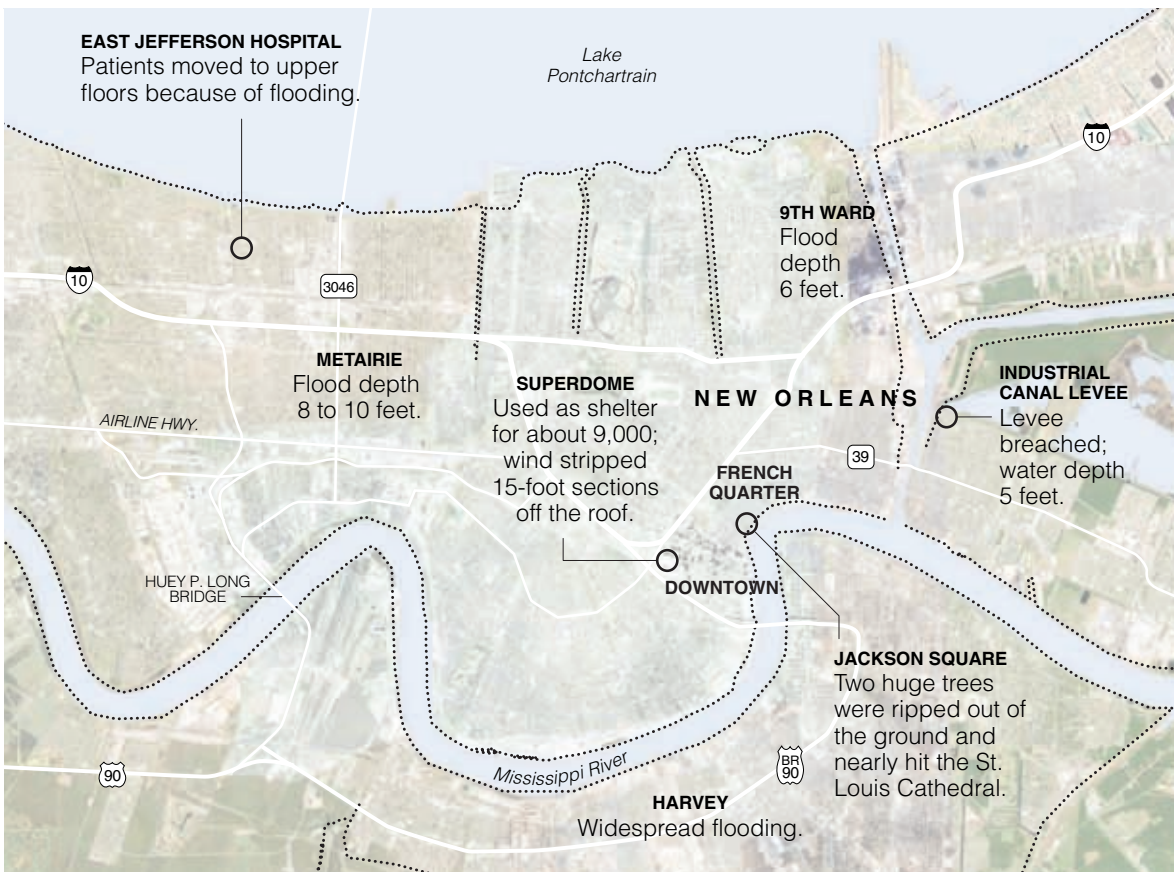 EAST JEFFERSON HOSPITAL
Patients moved to upper
floors because of flooding.
Lake
Pontchartrain
10
9TH WARD
Flood
depth
6 feet.
10
3046
METAIRIE
Flood depth
8 to 10 feet.
SUPERDOME
Used as shelter
for about 9,000;
wind stripped
15-foot sections
off the roof.
NEW ORLEANS
INDUSTRIAL
CANAL LEVEE
Levee
breached;
water depth
5 feet.
AIRLINE HWY.
39
FRENCH
QUARTER
HUEY P. LONG
BRIDGE
DOWNTOWN
JACKSON SQUARE
Two huge trees
were ripped out of
the ground and
nearly hit the St.
Louis Cathedral.
90
Mississippi River
BR
90
HARVEY
Widespread flooding.